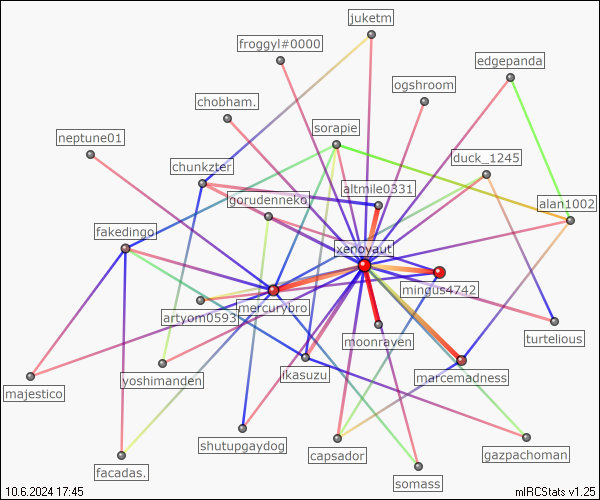 juketm
froggyl#0000
edgepanda
ogshroom
chobham.
sorapie
neptune01
duck_1245
chunkzter
altmile0331
gorudenneko
alan1002
fakedingo
xenoyaut
mingus4742
mercurybro
artyom0593
turtelious
moonraven
ikasuzu
marcemadness
yoshimanden
majestico
shutupgaydog
capsador
gazpachoman
facadas.
somass
10.6.2024 17:45
mIRCStats v1.25